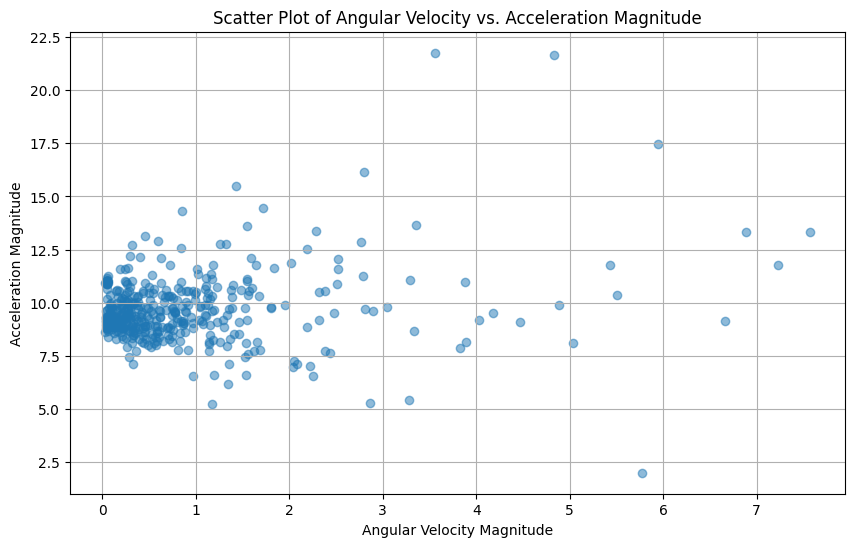 Scatter Plot of Angular Velocity vs. Acceleration Magnitude
22.5
20.0
17.5
15.0
12.5
10.0
7.5
5.0
2.5
Acceleration Magnitude
0 1 2 3 4 5 6 7
Angular Velocity Magnitude